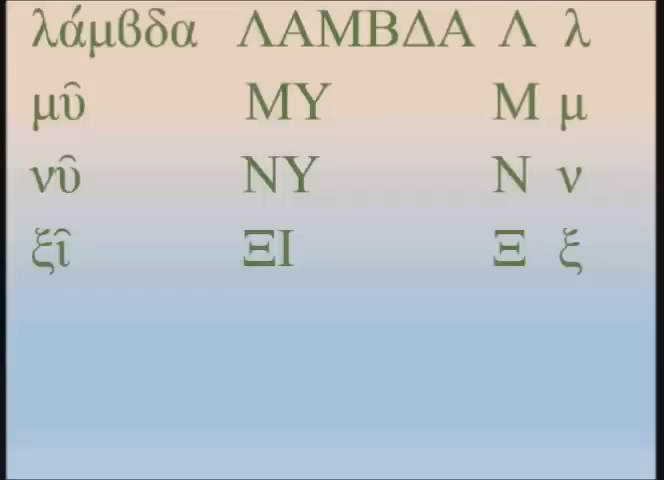 λάμβδα ΛΑΜΒΔΑ Λ λ
μῦ ΜΥ Μ μ
νῦ ΝΥ Ν ν
ξῖ ΞΙ Ξ ξ